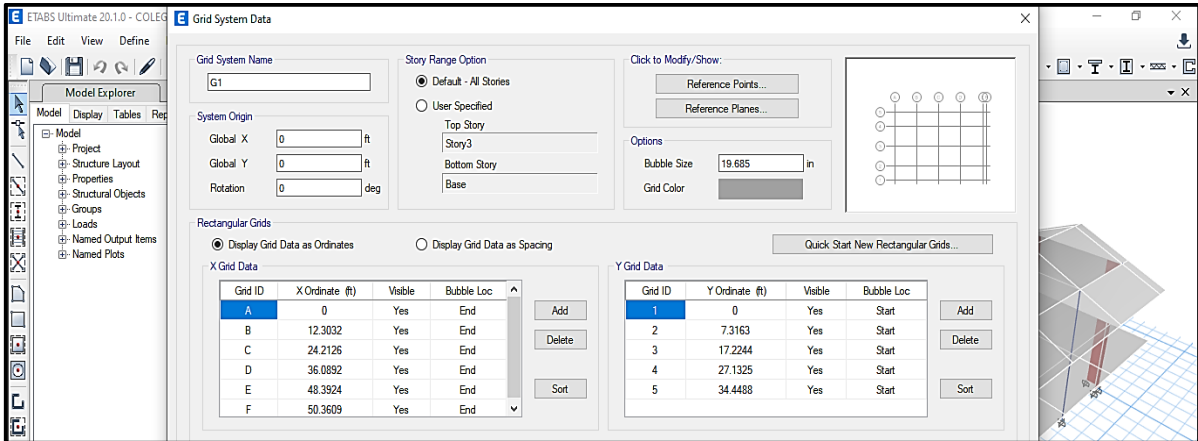 ETABS Ultimate 20.1.0 - COLEG
Grid System Data
File Edit View Define
Model Explorer
Model Display Tables Rep
Model
Project
Structure Layout
Properties
Structural Objects
Groups
Loads
Named Output Items
Named Plots
Grid System Name
G1
System Origin
Global X 0 ft
Global Y 0 ft
Rotation 0 deg
Story Range Option
Default - All Stories
User Specified
Top Story
Story3
Bottom Story
Base
Click to Modify/Show:
Reference Points...
Reference Planes...
Options
Bubble Size 19.685 in
Grid Color
Rectangular Grids
Display Grid Data as Ordinates Display Grid Data as Spacing Quick Start New Rectangular Grids...
X Grid Data
Grid ID X Ordinate (ft) Visible Bubble Loc
A 0 Yes End
B 12.3032 Yes End
C 24.2126 Yes End
D 36.0892 Yes End
E 48.3924 Yes End
F 50.3609 Yes End
Add
Delete
Sort
Y Grid Data
Grid ID Y Ordinate (ft) Visible Bubble Loc
1 0 Yes Start
2 7.3163 Yes Start
3 17.2244 Yes Start
4 27.1325 Yes Start
5 34.4488 Yes Start
Add
Delete
Sort